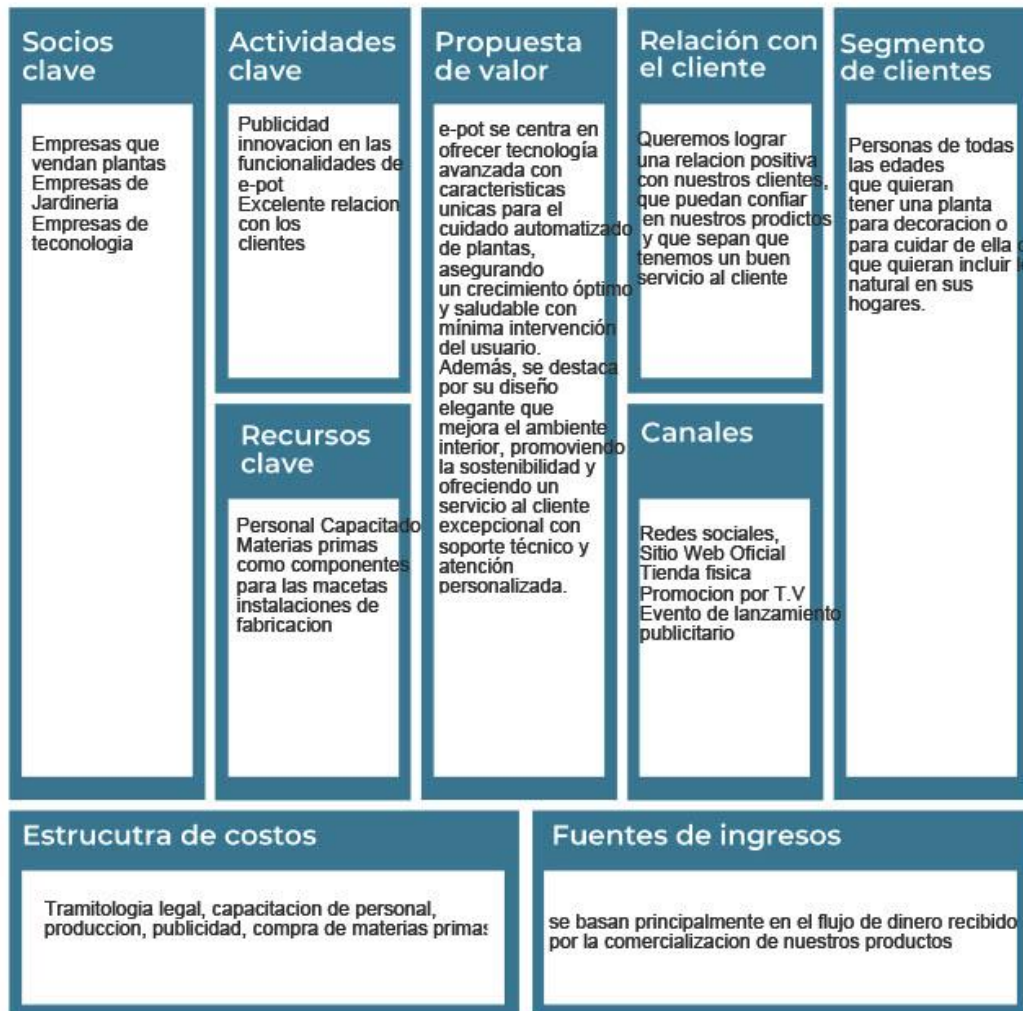 Socios
clave
Empresas que
vendan plantas
Empresas de
Jardineria
Empresas de
teconologia
Actividades
clave
Publicidad
innovacion en las
funcionalidades de
e-pot
Excelente relacion
con los
clientes
Recursos
clave
Personal Capacitado
Materias primas
como componentes
para las macetas
instalaciones de
fabricacion
Propuesta
de valor
e-pot se centra en
ofrecer tecnología
avanzada con
caracteristicas
unicas para el
cuidado automatizado
de plantas,
asegurando
un crecimiento óptimo
y saludable con
mínima intervención
del usuario.
Además, se destaca
por su diseño
elegante que
mejora el ambiente
interior, promoviendo
la sostenibilidad y
ofreciendo un
servicio al cliente
excepcional con
soporte técnico y
atención
personalizada.
Relación con
el cliente
Queremos lograr
una relacion positiva
con nuestros clientes,
que puedan confiar
en nuestros prodictos
y que sepan que
tenemos un buen
servicio al cliente
Canales
Redes sociales,
Sitio Web Oficial
Tienda fisica
Promocion por T.V
Evento de lanzamiento
publicitario
Segmento
de clientes
Personas de todas
las edades
que quieran
tener una planta
para decoracion o
para cuidar de ella
que quieran incluir
natural en sus
hogares.
Estrucutra de costos
Tramitologia legal, capacitacion de personal,
produccion, publicidad, compra de materias primas
Fuentes de ingresos
se basan principalmente en el flujo de dinero recibido
por la comercializacion de nuestros productos